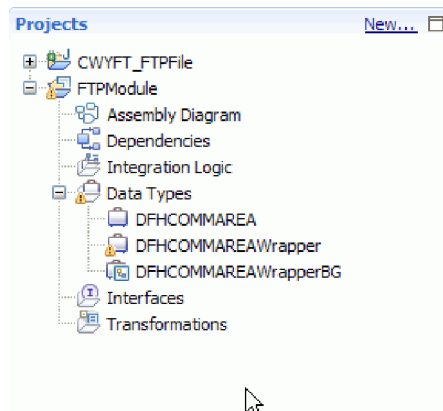 Projects New...
CWYFT_FTPFile
FTPModule
Assembly Diagram
Dependencies
Integration Logic
Data Types
DFHCOMMAREA
DFHCOMMAREAWrapper
DFHCOMMAREAWrapperBG
Interfaces
Transformations